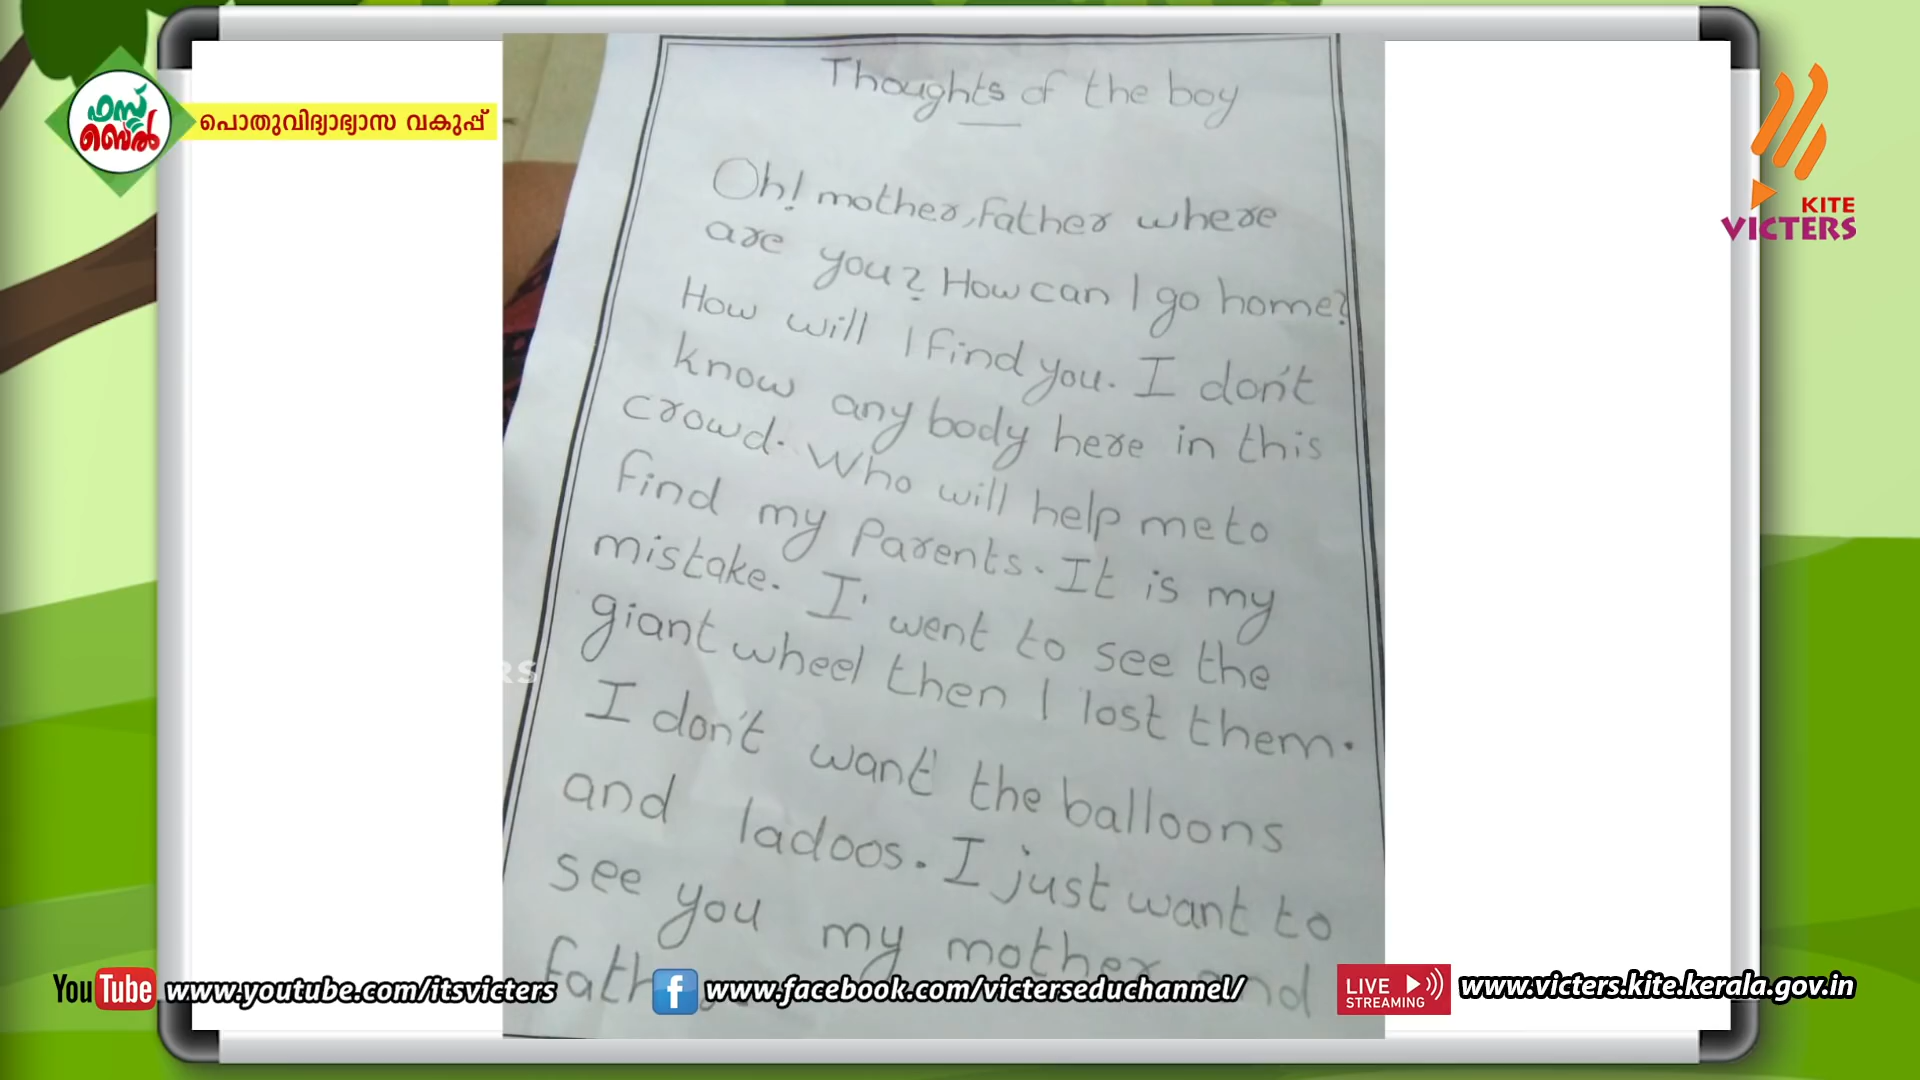 ഫസ്റ്റ് ബെൽ
പൊതുവിദ്യാഭ്യാസ വകുപ്പ്
KITE
VICTERS
Thoughts of the boy
Oh! mother, father where
are you? How can I go home?
How will I find you. I don't
know any body here in this
crowd. Who will help me to
find my Parents. It is my
mistake. I went to see the
giant wheel then I lost them.
I don't want the balloons
and ladoos. I just want to
see you my mother and
RS
YouTube www.youtube.com/itsvicters
f www.facebook.com/victerseduchannel/
LIVE STREAMING www.victers.kite.kerala.gov.in